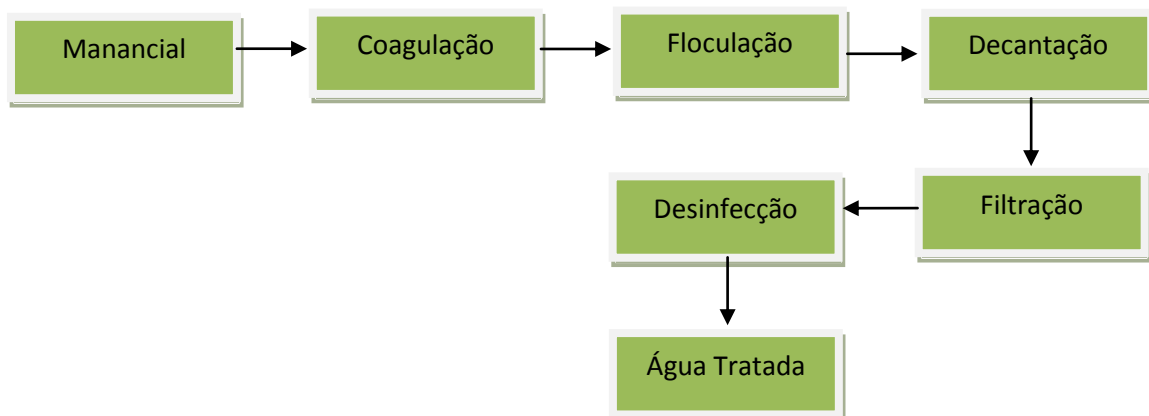 Manancial
Coagulação
Floculação
Decantação
Filtração
Desinfecção
Água Tratada